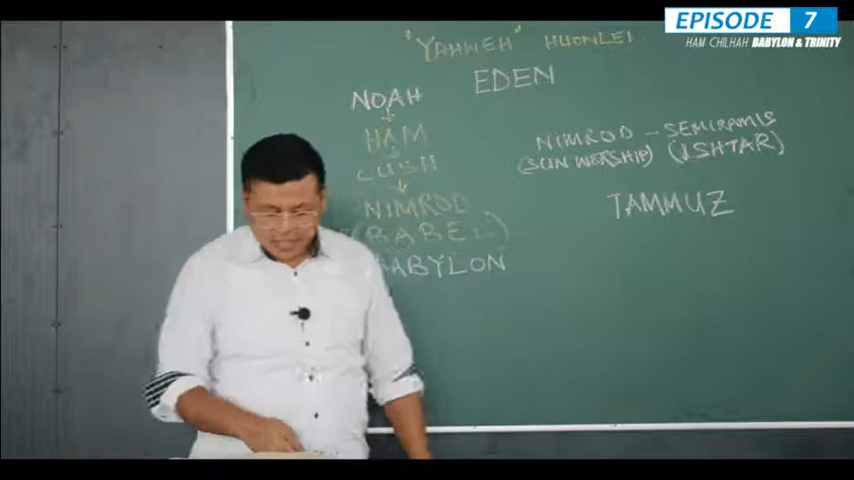 EPISODE 7
HAM CHILHAH BABYLON & TRINITY
"YAHWEH" HUONLEI
EDEN
NOAH
HAM
CUSH
NIMROD
(BABEL)
BABYLON
NIMROD - SEMIRAMIS
(SUN WORSHIP) (ISHTAR)
TAMMUZ